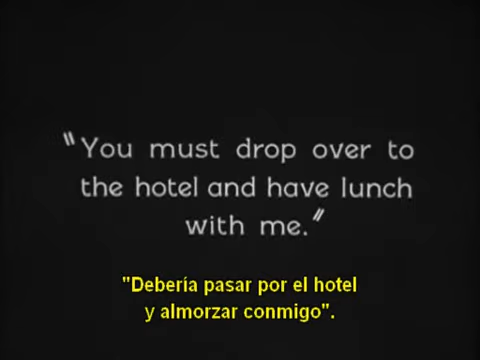 "You must drop over to
the hotel and have lunch
with me."
"Debería pasar por el hotel
y almorzar conmigo".